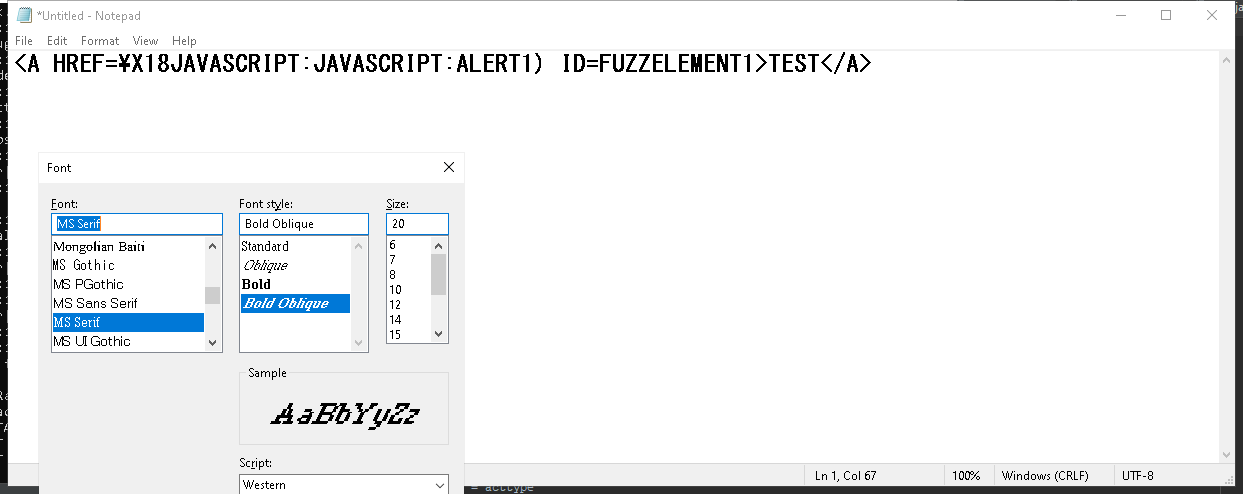 *Untitled - Notepad
File Edit Format View Help
<A HREF=¥X18JAVASCRIPT:JAVASCRIPT:ALERT1) ID=FUZZELEMENT1>TEST</A>
Font
Font: Font style: Size:
MS Serif Bold Oblique 20
Mongolian Baiti Standard 6
MS Gothic Oblique 7
MS PGothic Bold 8
MS Sans Serif Bold Oblique 10
MS Serif 12
MS UI Gothic 14
15
Sample
AaBbYyZz
Script:
Western
Ln 1, Col 67 100% Windows (CRLF) UTF-8
= acctype